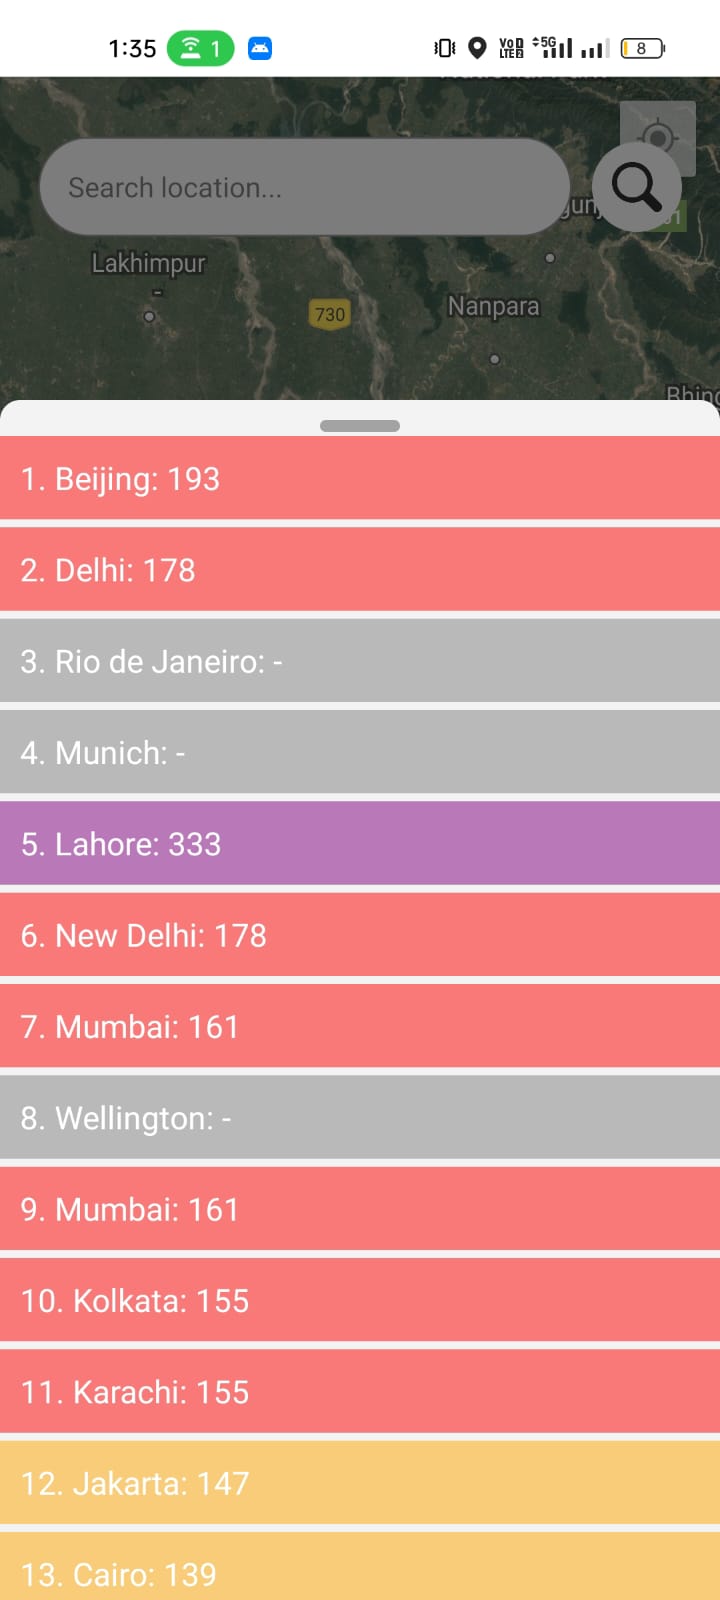 1:35
1
VoD
LTE2
5G
8
Search location...
Lakhimpur
-
730
Nanpara
1. Beijing: 193
2. Delhi: 178
3. Rio de Janeiro: -
4. Munich: -
5. Lahore: 333
6. New Delhi: 178
7. Mumbai: 161
8. Wellington: -
9. Mumbai: 161
10. Kolkata: 155
11. Karachi: 155
12. Jakarta: 147
13. Cairo: 139